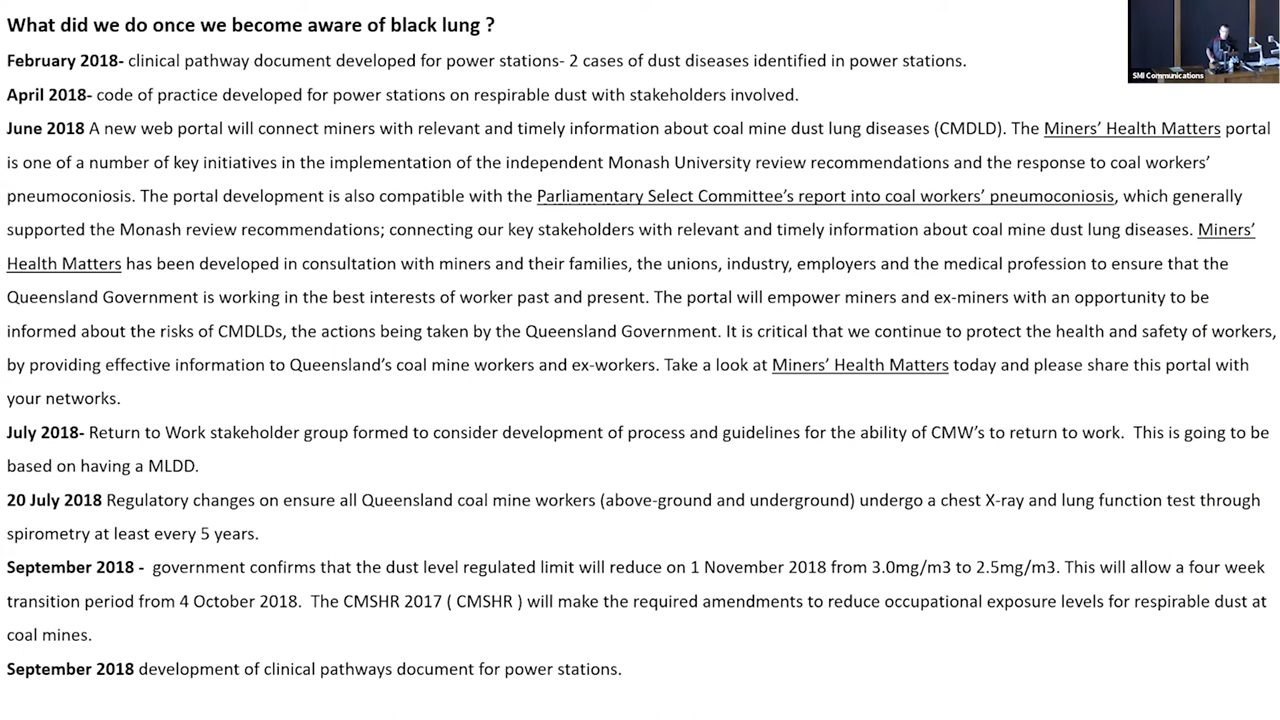 What did we do once we become aware of black lung ?
SMI Communications
February 2018- clinical pathway document developed for power stations- 2 cases of dust diseases identified in power stations.
April 2018- code of practice developed for power stations on respirable dust with stakeholders involved.
June 2018 A new web portal will connect miners with relevant and timely information about coal mine dust lung diseases (CMDLD). The Miners’ Health Matters portal
is one of a number of key initiatives in the implementation of the independent Monash University review recommendations and the response to coal workers’
pneumoconiosis. The portal development is also compatible with the Parliamentary Select Committee’s report into coal workers’ pneumoconiosis, which generally
supported the Monash review recommendations; connecting our key stakeholders with relevant and timely information about coal mine dust lung diseases. Miners’
Health Matters has been developed in consultation with miners and their families, the unions, industry, employers and the medical profession to ensure that the
Queensland Government is working in the best interests of worker past and present. The portal will empower miners and ex-miners with an opportunity to be
informed about the risks of CMDLDs, the actions being taken by the Queensland Government. It is critical that we continue to protect the health and safety of workers,
by providing effective information to Queensland’s coal mine workers and ex-workers. Take a look at Miners’ Health Matters today and please share this portal with
your networks.
July 2018- Return to Work stakeholder group formed to consider development of process and guidelines for the ability of CMW’s to return to work. This is going to be
based on having a MLDD.
20 July 2018 Regulatory changes on ensure all Queensland coal mine workers (above-ground and underground) undergo a chest X-ray and lung function test through
spirometry at least every 5 years.
September 2018 - government confirms that the dust level regulated limit will reduce on 1 November 2018 from 3.0mg/m3 to 2.5mg/m3. This will allow a four week
transition period from 4 October 2018. The CMSHR 2017 ( CMSHR ) will make the required amendments to reduce occupational exposure levels for respirable dust at
coal mines.
September 2018 development of clinical pathways document for power stations.